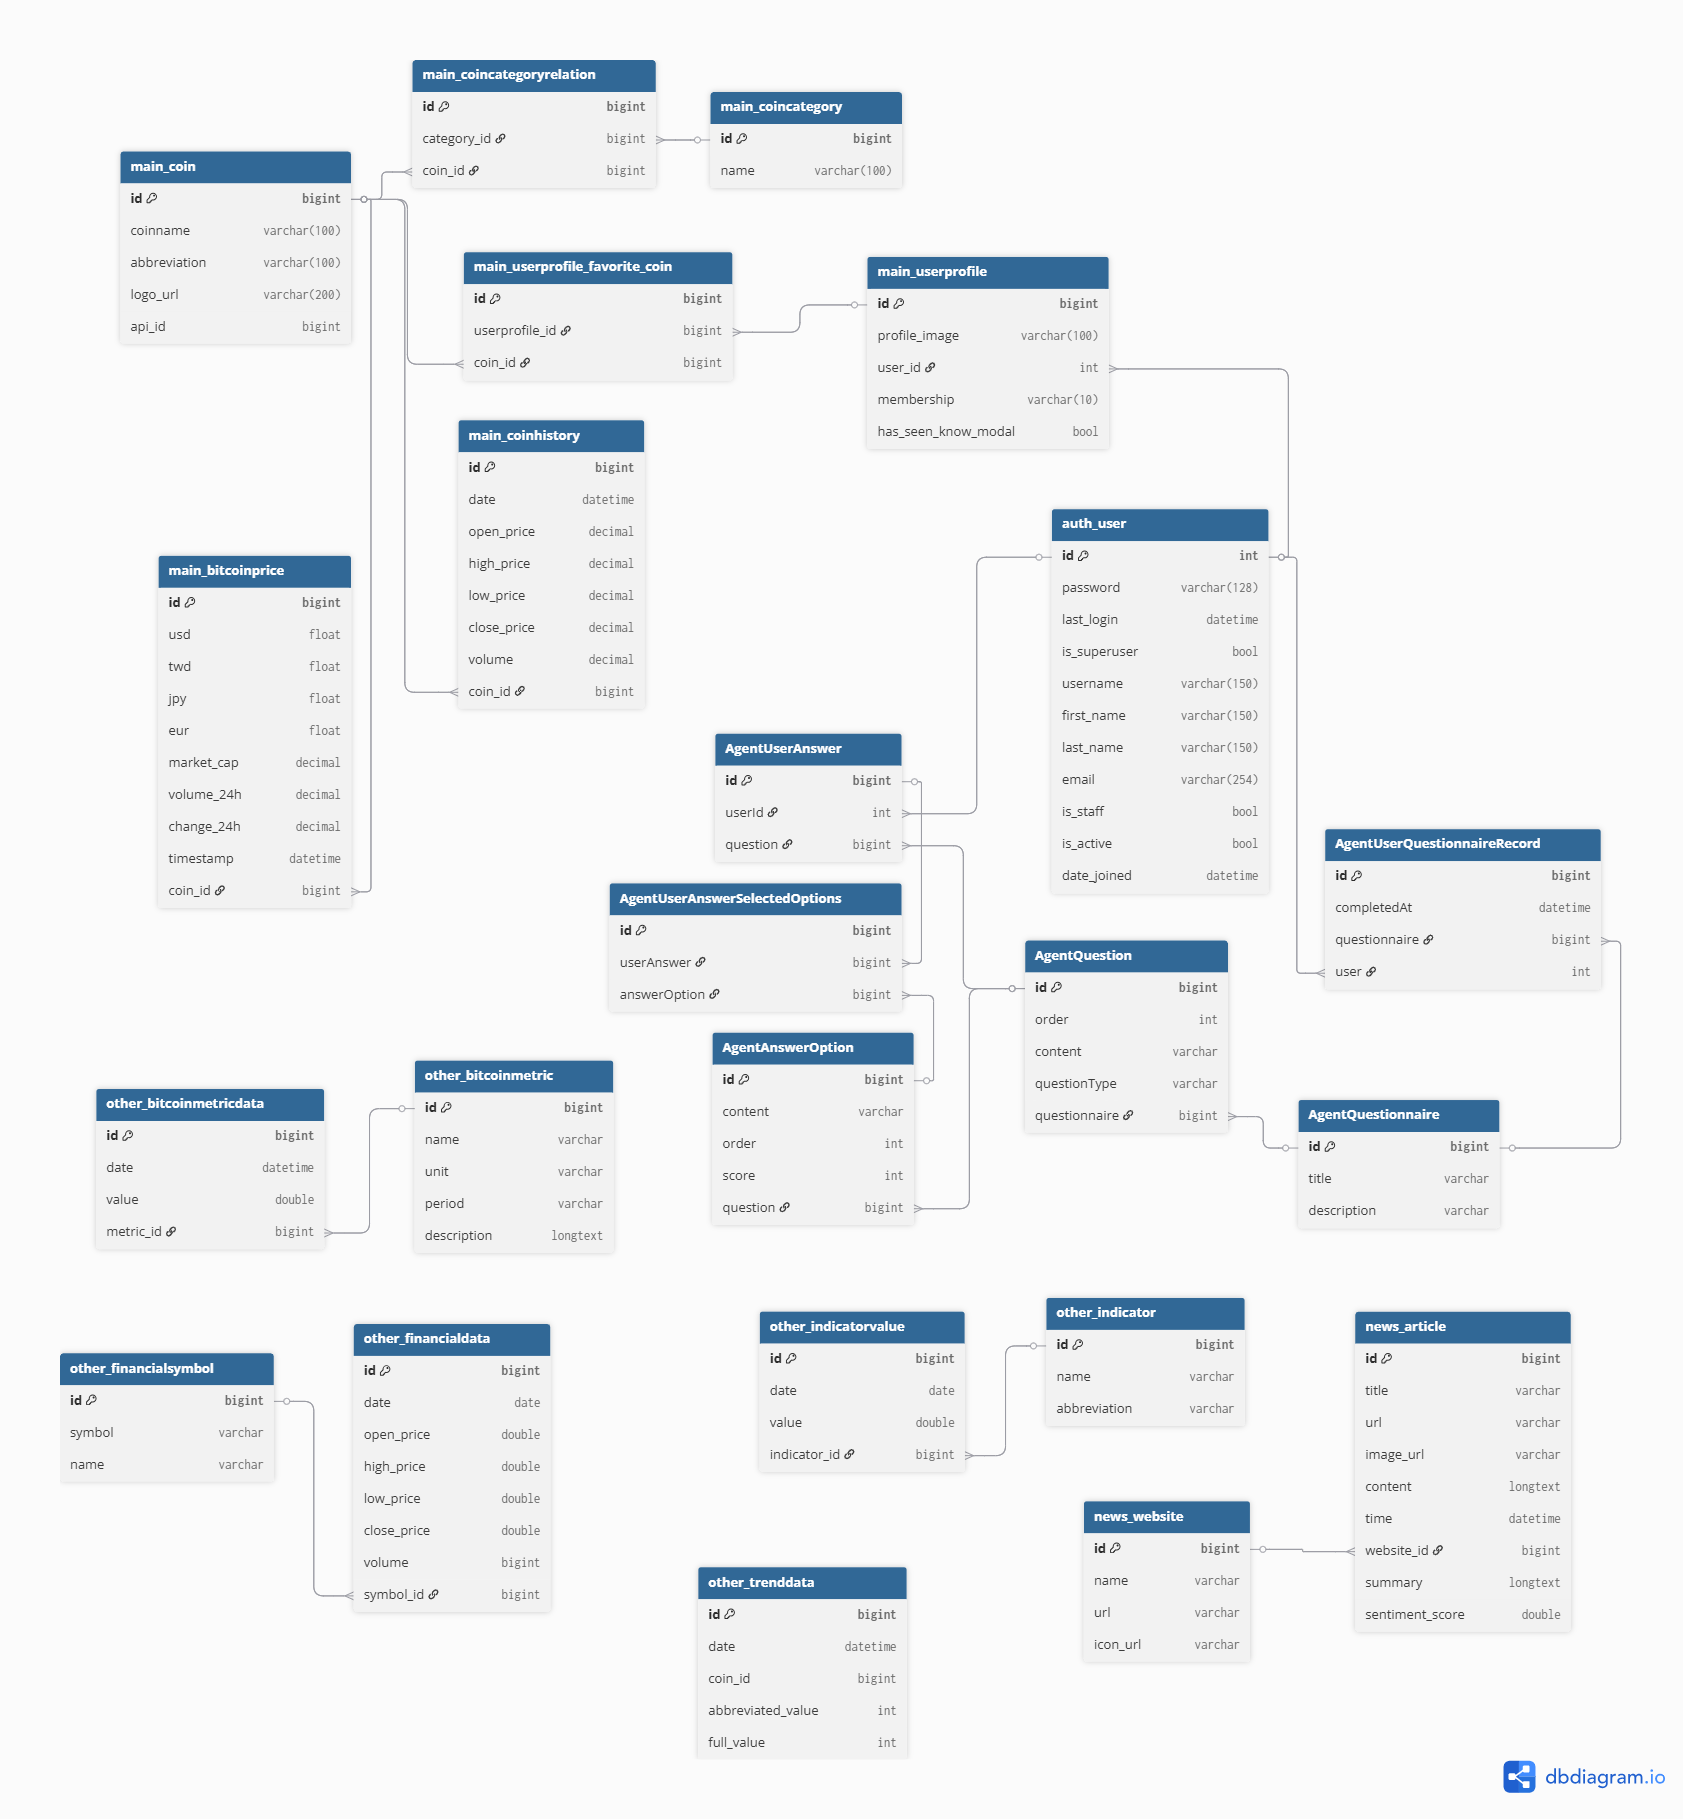 main_coincategoryrelation
id bigint
category_id bigint
coin_id bigint
main_coincategory
id bigint
name varchar(100)
main_coin
id bigint
coinname varchar(100)
abbreviation varchar(100)
logo_url varchar(200)
api_id bigint
main_userprofile_favorite_coin
id bigint
userprofile_id bigint
coin_id bigint
main_userprofile
id bigint
profile_image varchar(100)
user_id int
membership varchar(10)
has_seen_know_modal bool
main_coinhistory
id bigint
date datetime
open_price decimal
high_price decimal
low_price decimal
close_price decimal
volume decimal
coin_id bigint
auth_user
id int
password varchar(128)
last_login datetime
is_superuser bool
username varchar(150)
first_name varchar(150)
last_name varchar(150)
email varchar(254)
is_staff bool
is_active bool
date_joined datetime
main_bitcoinprice
id bigint
usd float
twd float
jpy float
eur float
market_cap decimal
volume_24h decimal
change_24h decimal
timestamp datetime
coin_id bigint
AgentUserAnswer
id bigint
userId int
question bigint
AgentUserQuestionnaireRecord
id bigint
completedAt datetime
questionnaire bigint
user int
AgentUserAnswerSelectedOptions
id bigint
userAnswer bigint
answerOption bigint
AgentQuestion
id bigint
order int
content varchar
questionType varchar
questionnaire bigint
AgentAnswerOption
id bigint
content varchar
order int
score int
question bigint
AgentQuestionnaire
id bigint
title varchar
description varchar
other_bitcoinmetricdata
id bigint
date datetime
value double
metric_id bigint
other_bitcoinmetric
id bigint
name varchar
unit varchar
period varchar
description longtext
other_financialsymbol
id bigint
symbol varchar
name varchar
other_financialdata
id bigint
date date
open_price double
high_price double
low_price double
close_price double
volume bigint
symbol_id bigint
other_indicatorvalue
id bigint
date date
value double
indicator_id bigint
other_indicator
id bigint
name varchar
abbreviation varchar
news_article
id bigint
title varchar
url varchar
image_url varchar
content longtext
time datetime
website_id bigint
summary longtext
sentiment_score double
news_website
id bigint
name varchar
url varchar
icon_url varchar
other_trenddata
id bigint
date datetime
coin_id bigint
abbreviated_value int
full_value int
dbdiagram.io